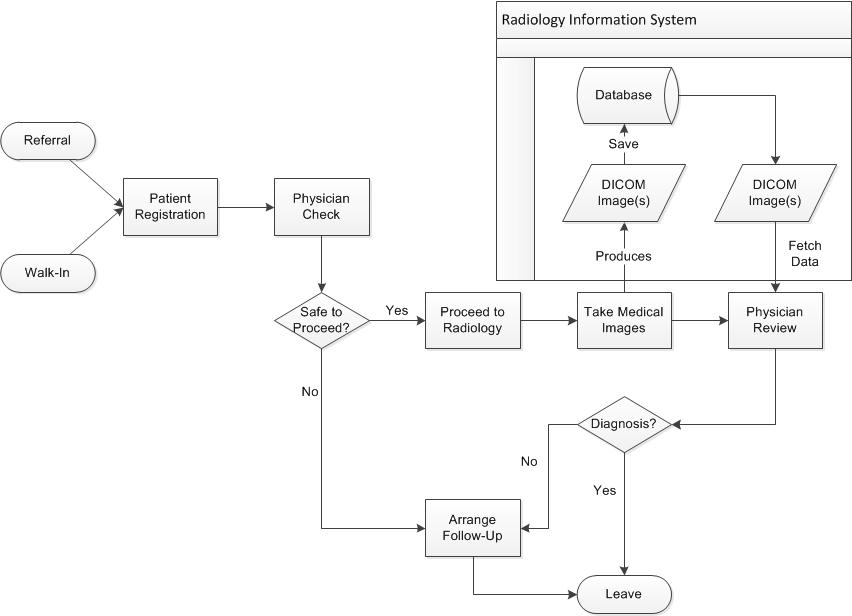 Radiology Information System
Database
Save
DICOM
Image(s)
DICOM
Image(s)
Produces
Fetch
Data
Referral
Walk-In
Patient
Registration
Physician
Check
Safe to
Proceed?
Yes
Proceed to
Radiology
Take Medical
Images
Physician
Review
No
Diagnosis?
No
Yes
Arrange
Follow-Up
Leave